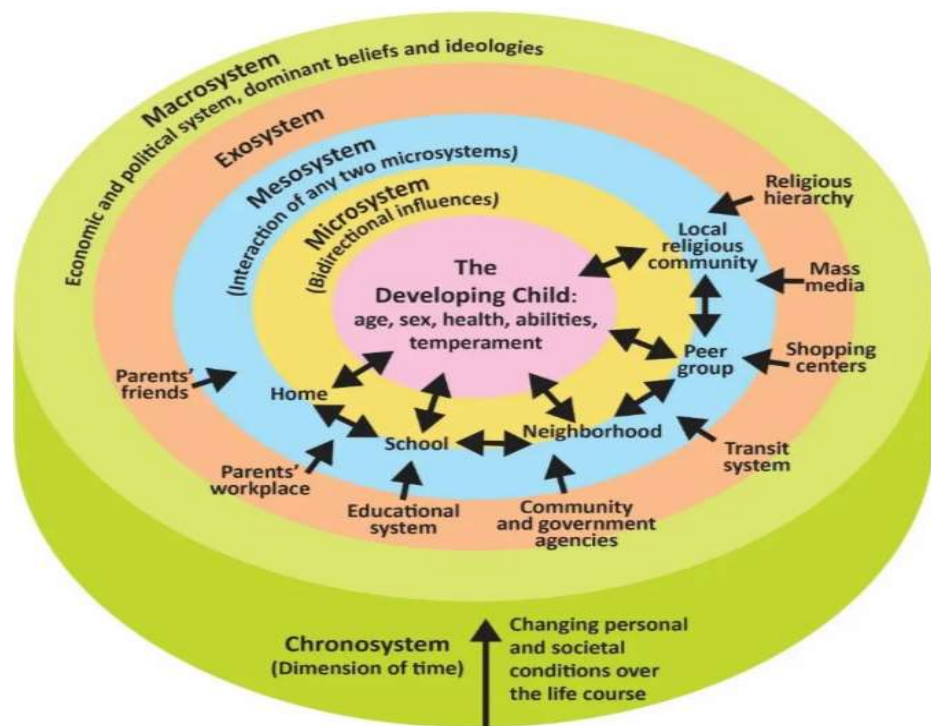 Macrosystem
Economic and political system, dominant beliefs and ideologies
Exosystem
Mesosystem
(Interaction of any two microsystems)
Microsystem
(Bidirectional influences)
The
Developing Child:
age, sex, health, abilities,
temperament
Religious
hierarchy
Local
religious
community
Mass
media
Shopping
centers
Peer
group
Transit
system
Neighborhood
Community
and government
agencies
School
Educational
system
Home
Parents'
workplace
Parents'
friends
Chronosystem
(Dimension of time)
Changing personal
and societal
conditions over
the life course